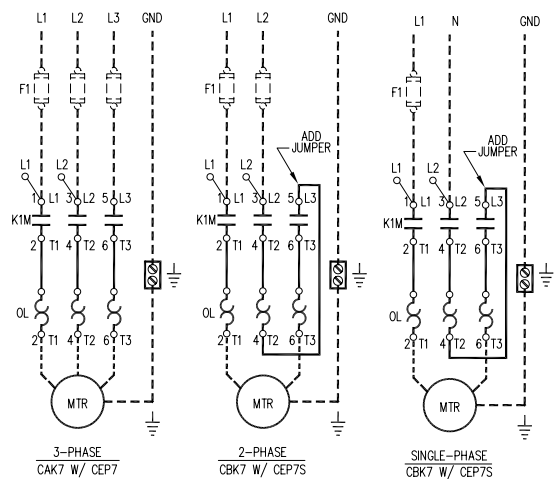 L1 L2 L3 GND
F1
L1 L2
1 L1 3 L2 5 L3
K1M
2 T1 4 T2 6 T3
OL
2 T1 4 T2 6 T3
MTR
3-PHASE
CAK7 W/ CEP7
L1 L2 GND
F1
ADD
JUMPER
L1 L2
1 L1 3 L2 5 L3
K1M
2 T1 4 T2 6 T3
OL
2 T1 4 T2 6 T3
MTR
2-PHASE
CBK7 W/ CEP7S
L1 N GND
F1
ADD
JUMPER
L1 L2
1 L1 3 L2 5 L3
K1M
2 T1 4 T2 6 T3
OL
2 T1 4 T2 6 T3
MTR
SINGLE-PHASE
CBK7 W/ CEP7S